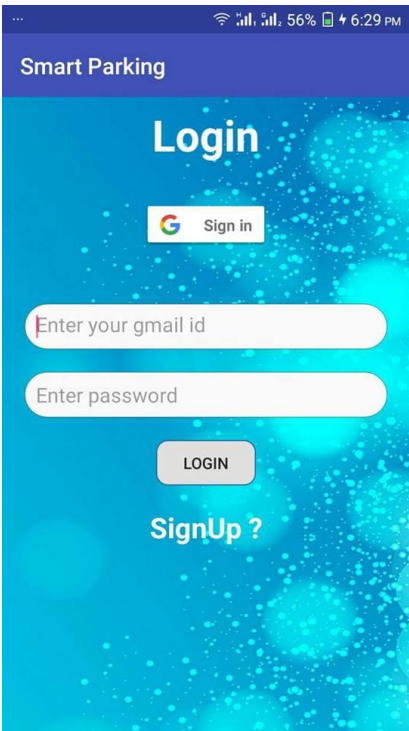 ... 56% 6:29 PM
Smart Parking
Login
G Sign in
Enter your gmail id
Enter password
LOGIN
SignUp ?